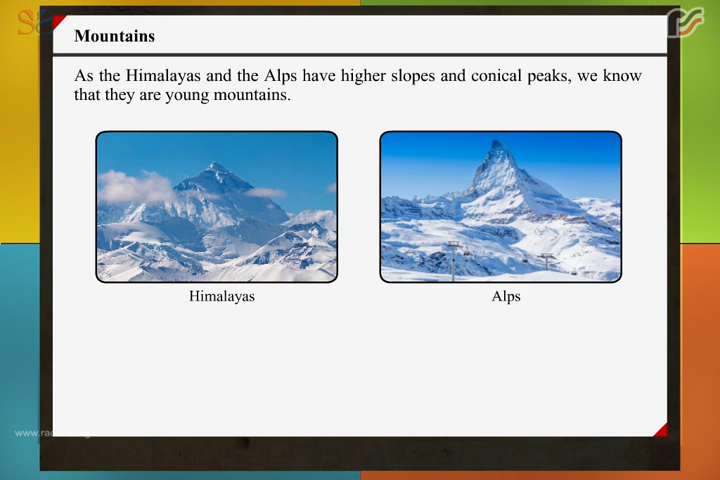 Mountains
As the Himalayas and the Alps have higher slopes and conical peaks, we know
that they are young mountains.
Himalayas
Alps